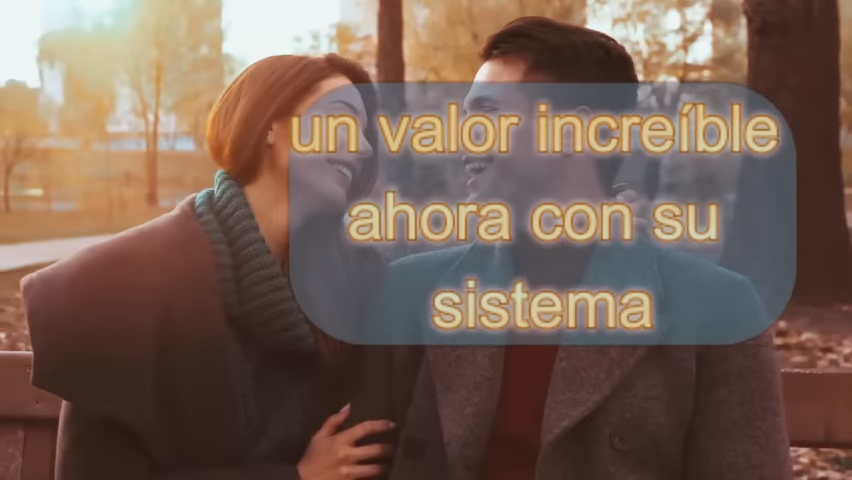 un valor increíble
ahora con su
sistema